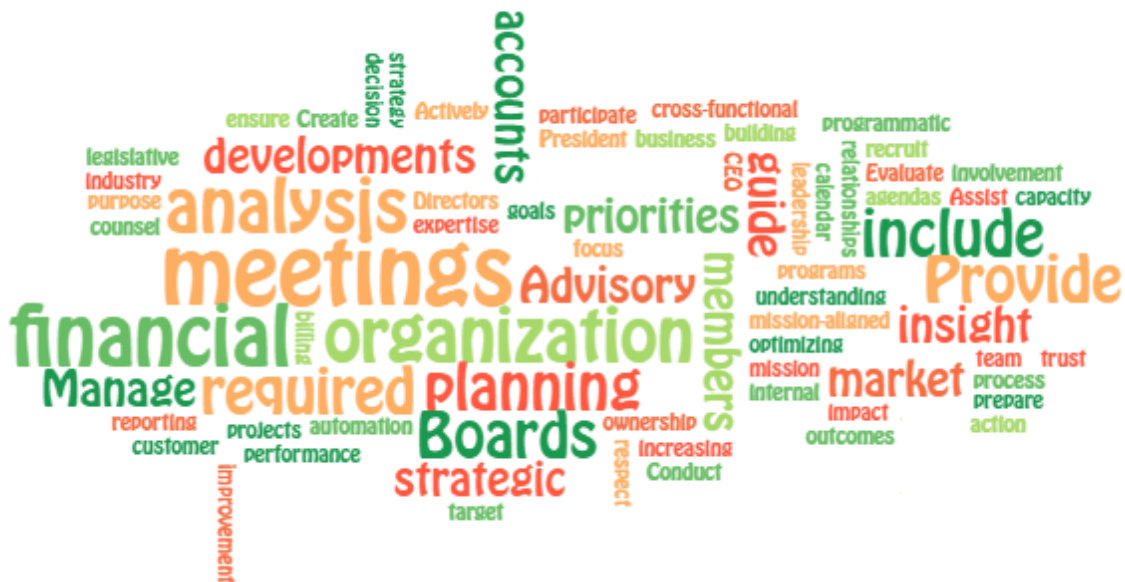 accounts
strategy
decision
Actively
participate
cross-functional
ensure
Create
President
business
building
programmatic
legislative
developments
CEO
guide
leadership
calendar
relationships
recruit
Industry
Evaluate
involvement
purpose
analysis
Directors
goals
priorities
agendas
Assist
capacity
counsel
expertise
include
focus
meetings
Advisory
members
programs
Provide
understanding
financial
billing
organization
mission-aligned
insight
optimizing
Manage
required
planning
mission
market
team
trust
internal
process
prepare
reporting
projects
automation
Boards
ownership
impact
action
customer
performance
respect
increasing
outcomes
improvement
strategic
Conduct
target